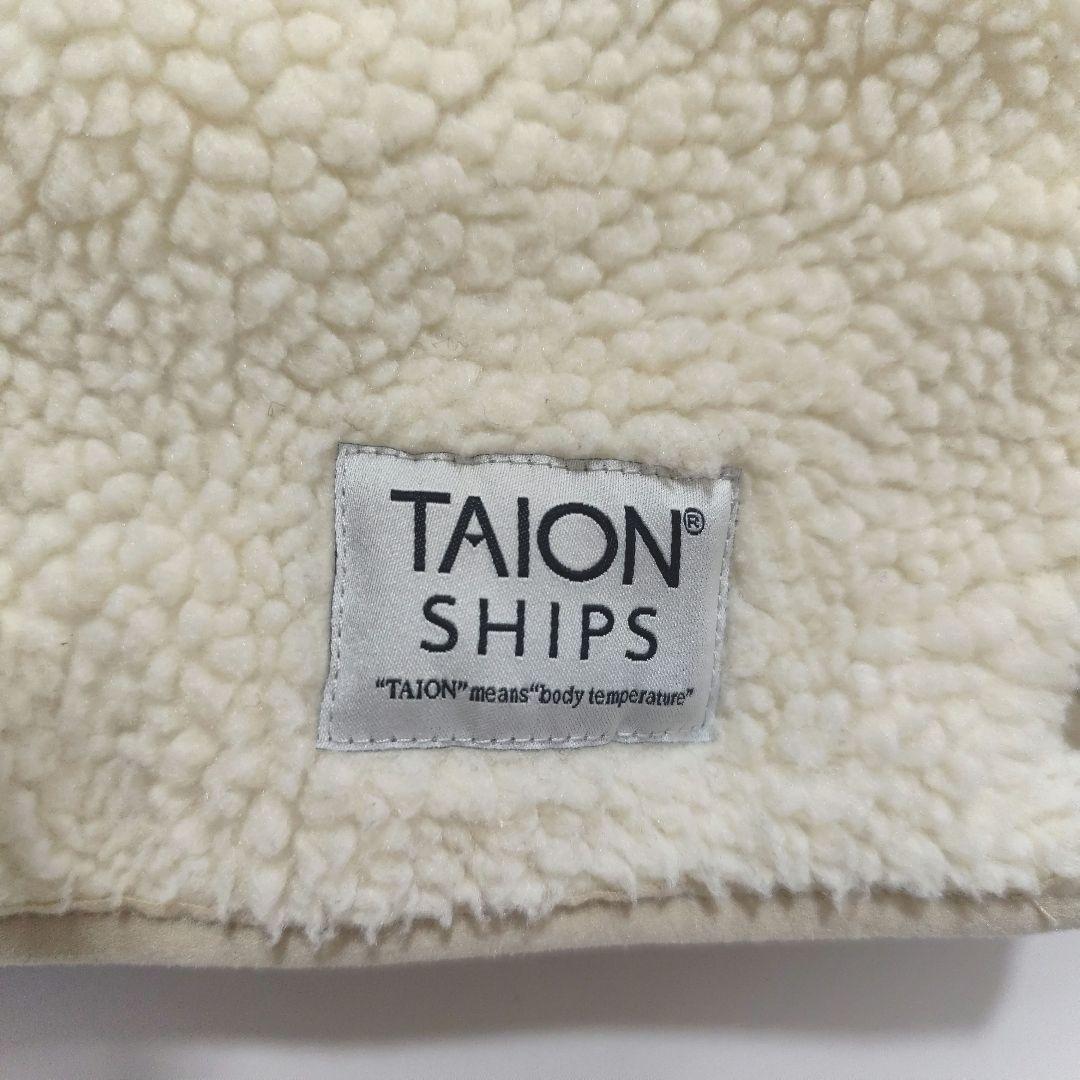 TAION®
SHIPS
“TAION” means “body temperature”